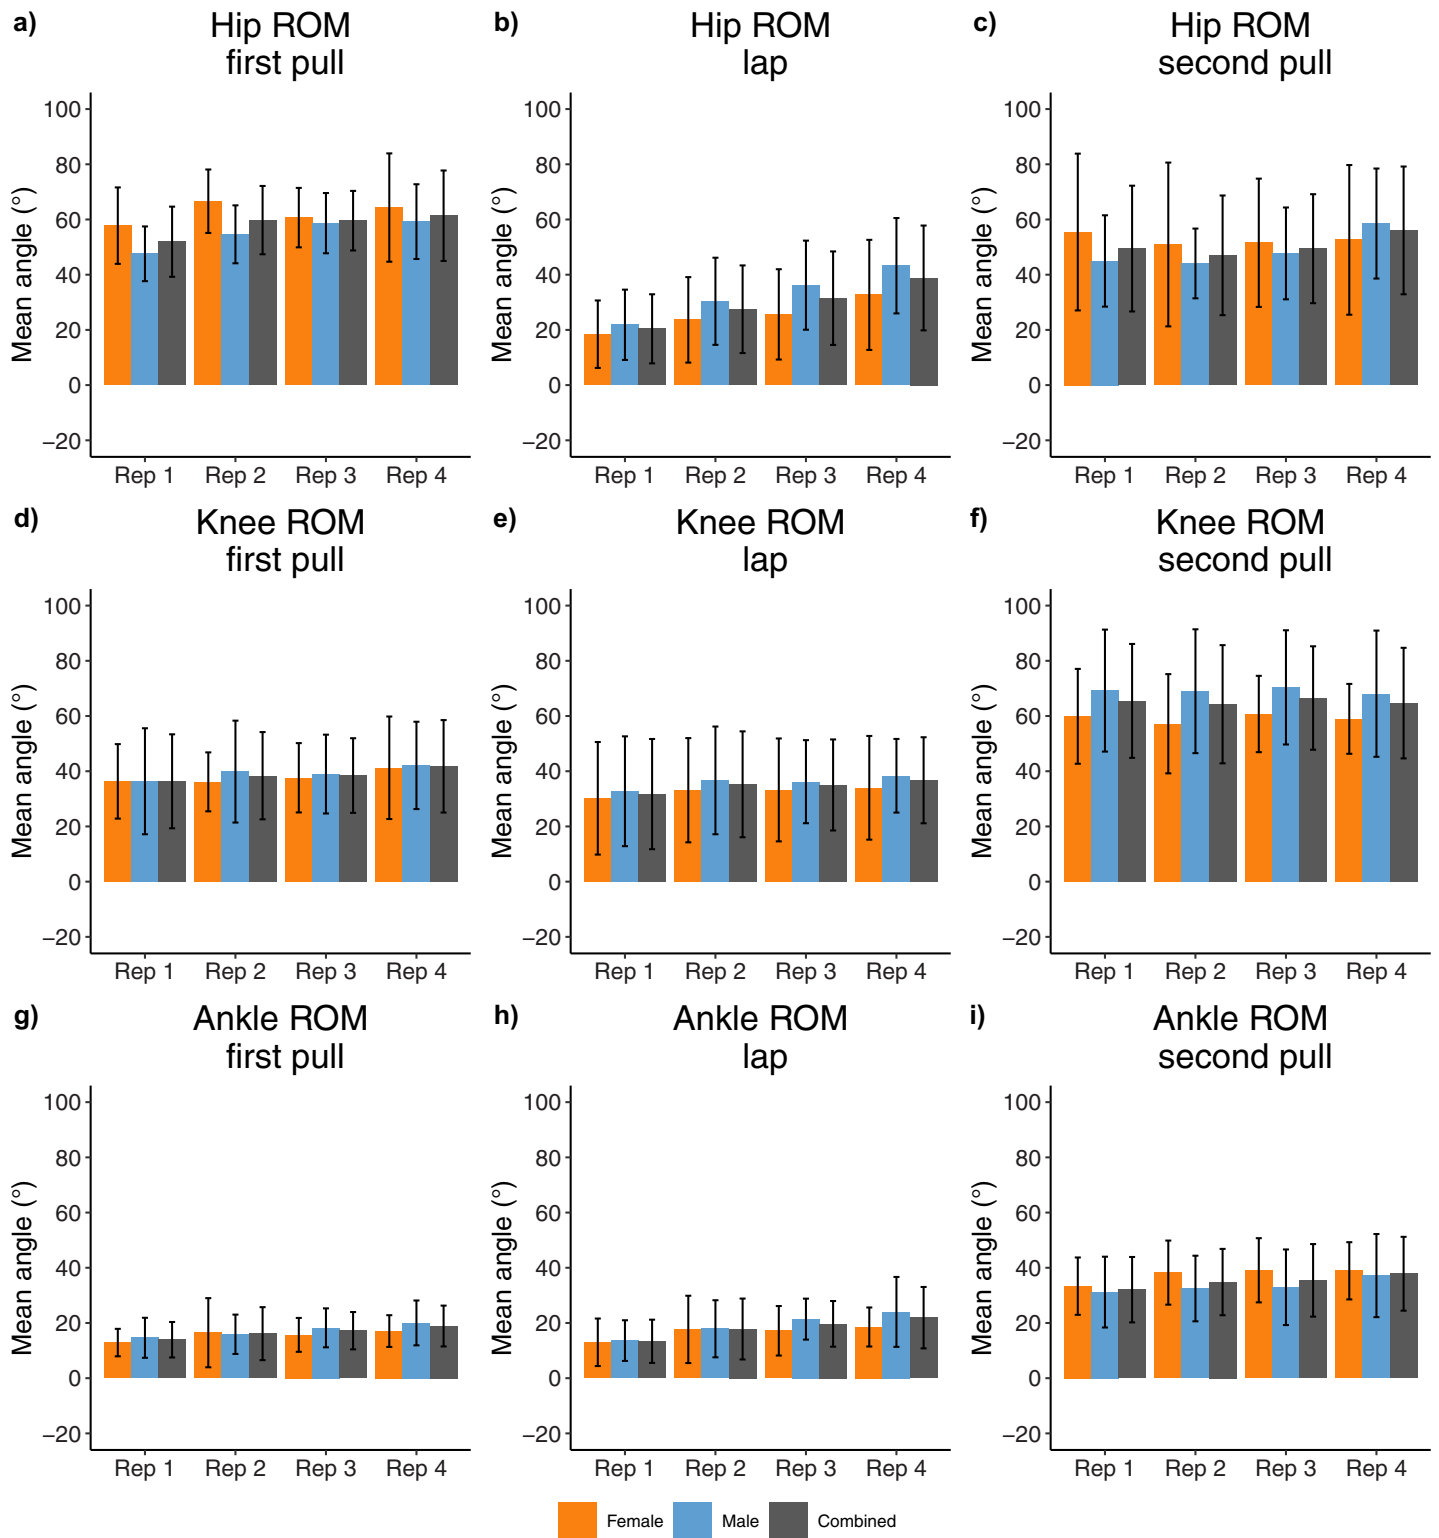 a)
Hip ROM
first pull
Mean angle (°)
100
80
60
40
20
0
−20
Rep 1 Rep 2 Rep 3 Rep 4
b)
Hip ROM
lap
Mean angle (°)
100
80
60
40
20
0
−20
Rep 1 Rep 2 Rep 3 Rep 4
c)
Hip ROM
second pull
Mean angle (°)
100
80
60
40
20
0
−20
Rep 1 Rep 2 Rep 3 Rep 4
d)
Knee ROM
first pull
Mean angle (°)
100
80
60
40
20
0
−20
Rep 1 Rep 2 Rep 3 Rep 4
e)
Knee ROM
lap
Mean angle (°)
100
80
60
40
20
0
−20
Rep 1 Rep 2 Rep 3 Rep 4
f)
Knee ROM
second pull
Mean angle (°)
100
80
60
40
20
0
−20
Rep 1 Rep 2 Rep 3 Rep 4
g)
Ankle ROM
first pull
Mean angle (°)
100
80
60
40
20
0
−20
Rep 1 Rep 2 Rep 3 Rep 4
h)
Ankle ROM
lap
Mean angle (°)
100
80
60
40
20
0
−20
Rep 1 Rep 2 Rep 3 Rep 4
i)
Ankle ROM
second pull
Mean angle (°)
100
80
60
40
20
0
−20
Rep 1 Rep 2 Rep 3 Rep 4
Female Male Combined